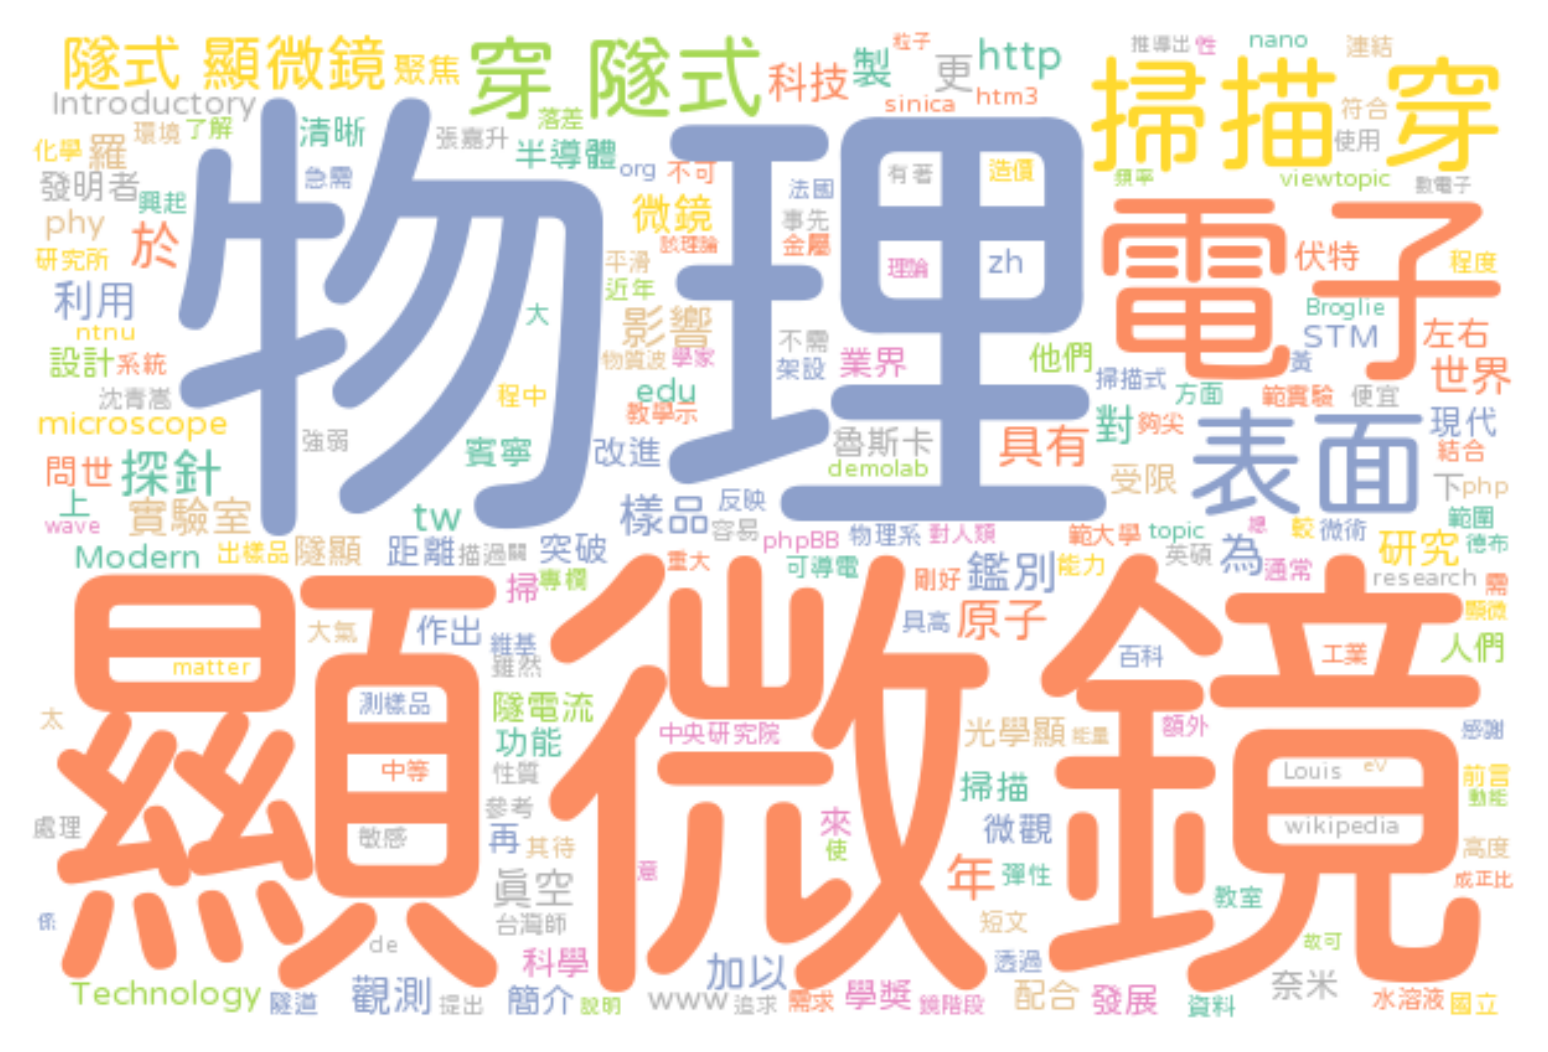 隧式 顯微鏡
聚焦
穿 隧式
科技
製
粒子
更
http
推導出
性
nano
連結
Introductory
sinica
htm3
掃描穿
符合
使用
化學
羅
環境
了解
清晰
張嘉升
落差
半導體
org
不可
法國
有著
造價
頻率
viewtopic
數電子
發明者
興起
急需
物理
微鏡
事先
金屬
該理論
理論
zh
電子
伏特
程度
phy
於
研究所
平滑
近年
利用
ntnu
大
影響
不需
Broglie
STM
左右
設計
系統
物質波
學家
架設
業界
他們
黃
世界
沈青嵩
程中
edu
教學示
掃描式
方面
範實驗
便宜
microscope
強弱
賓寧
改進
魯斯卡
demolab
具有
對
夠尖
表面
現代
結合
問世
探針
受限
下
php
上
wave
實驗室
tw
樣品
反映
容易
phpBB
物理系
對人類
範大學
topic
總
較
微術
範圍
Modern
出樣品
隧顯
距離
描過
關
突破
英碩
為
通常
研究
德布
重大
可導電
剛好
鑑別
能力
research
需
顯微
顯微鏡
掃
專欄
大氣
作出
維基
雖然
具高
原子
百科
工業
人們
matter
測樣品
隧電流
太
功能
中央研究院
光學顯
能量
額外
感謝
中等
性質
掃描
Louis
eV
前言
動能
處理
參考
敏感
再
其待
來
使
微觀
wikipedia
高度
真空
意
年
彈性
成正比
係
台灣師
短文
教室
de
故可
科學
加以
透過
奈米
Technology
隧道
觀測
提出
簡介
說明
www
追求
需求
學獎
鏡階段
配合
發展
資料
水溶液
國立